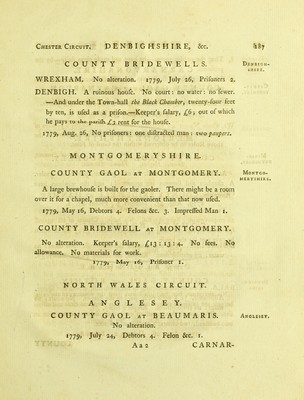 CHESTER CIRCUIT. DENBIGHSHIRE, &c. 187
COUNTY BRIDEWELLS.
DENBIGH-
SHIRE.
WREXHAM. No alteration. 1779, July 26, Prisoners 2.
DENBIGH. A ruinous house. No court: no water: no sewer.
—And under the Town-hall the Black Chamber, twenty-four feet
by ten, is used as a prison.—Keeper's salary, £6; out of which
he pays to the parish £2 rent for the house.
1779, Aug. 26, No prisoners: one distracted man: two paupers.
MONTGOMERYSHIRE.
COUNTY GAOL AT MONTGOMERY.
MONTGO-
MERYSHIRE.
A large brewhouse is built for the gaoler. There might be a room
over it for a chapel, much more convenient than that now used.
1779, May 16, Debtors 4. Felons &c. 3. Impressed Man 1.
COUNTY BRIDEWELL AT MONTGOMERY.
No alteration. Keeper's salary, £13 : 13 : 4. No fees. No
allowance. No materials for work.
1779, May 16, Prisoner 1.
NORTH WALES CIRCUIT.
ANGLESEY.
COUNTY GAOL AT BEAUMARIS.
ANGLESEY.
No alteration.
1779, July 24, Debtors 4. Felon &c. 1.
A a 2 CARNAR-